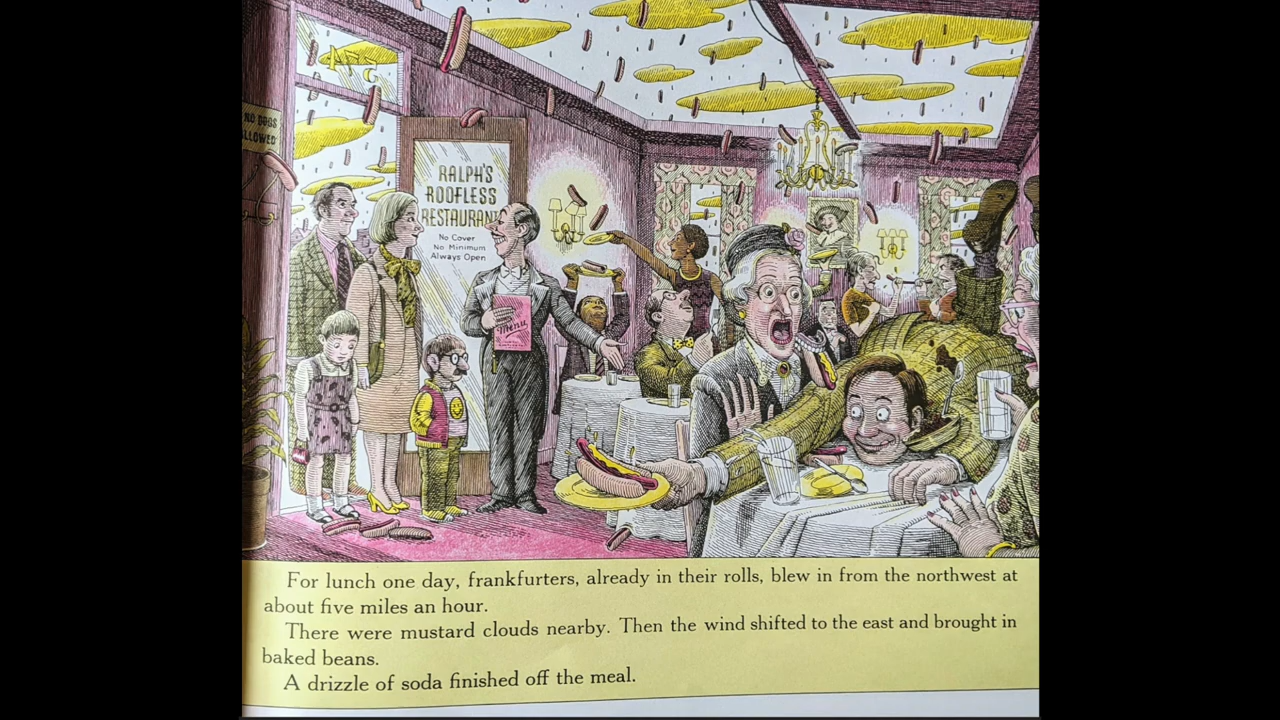 NO DOGS
ALLOWED
RALPH'S
ROOFLESS
RESTAURANT
No Cover
No Minimum
Always Open
Menu
For lunch one day, frankfurters, already in their rolls, blew in from the northwest at
about five miles an hour.
There were mustard clouds nearby. Then the wind shifted to the east and brought in
baked beans.
A drizzle of soda finished off the meal.